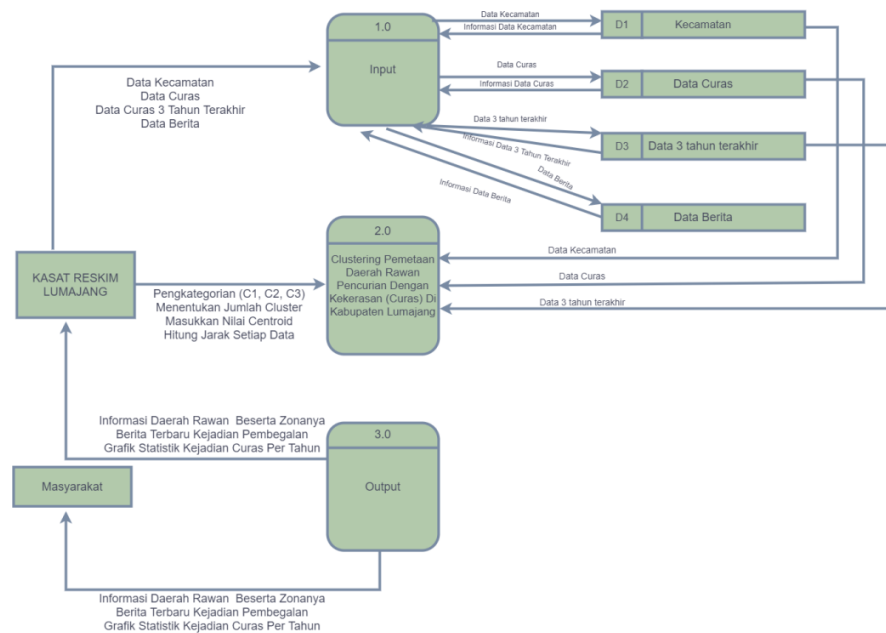 1.0
Input
Data Kecamatan
Informasi Data Kecamatan
D1
Kecamatan
Data Curas
Informasi Data Curas
D2
Data Curas
Data 3 tahun terakhir
Informasi Data 3 Tahun Terakhir
D3
Data 3 tahun terakhir
Data Berita
Informasi Data Berita
D4
Data Berita
Data Kecamatan
Data Curas
Data Curas 3 Tahun Terakhir
Data Berita
KASAT RESKIM
LUMAJANG
Pengkategorian (C1, C2, C3)
Menentukan Jumlah Cluster
Masukkan Nilai Centroid
Hitung Jarak Setiap Data
2.0
Clustering Pemetaan
Daerah Rawan
Pencurian Dengan
Kekerasan (Curas) Di
Kabupaten Lumajang
Data Kecamatan
Data Curas
Data 3 tahun terakhir
Informasi Daerah Rawan Beserta Zonanya
Berita Terbaru Kejadian Pembegalan
Grafik Statistik Kejadian Curas Per Tahun
3.0
Output
Masyarakat
Informasi Daerah Rawan Beserta Zonanya
Berita Terbaru Kejadian Pembegalan
Grafik Statistik Kejadian Curas Per Tahun